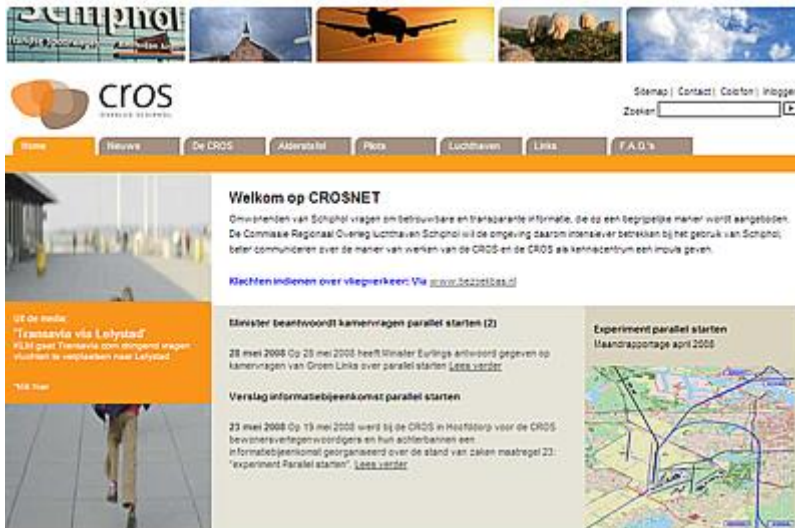 Schiphol
cros
OVERLEG SCHIPHOL
Sitemap | Contact | Colofon | Inlogge
Zoeken
Home Nieuws De CROS Alderstafel Pilots Luchthaven Links F.A.Q.'s
Welkom op CROSNET
Omwonenden van Schiphol vragen om betrouwbare en transparante informatie, die op een begrijpelijke manier wordt aangeboden.
De Commissie Regionaal Overleg luchthaven Schiphol wil de omgeving daarom intensiever betrekken bij het gebruik van Schiphol,
beter communiceren over de manier van werken van de CROS en de CROS als kenniscentrum een impuls geven.
Klachten indienen over vliegverkeer: Via www.bezoekbas.nl
Uit de media:
'Transavia via Lelystad'
KLM gaat Transavia com dringend vragen
vluchten te verplaatsen naar Lelystad
Minister beantwoordt kamervragen parallel starten (2)
28 mei 2008 Op 28 mei 2008 heeft Minister Eurlings antwoord gegeven op
kamervragen van Groen Links over parallel starten Lees verder
Verslag informatiebijeenkomst parallel starten
23 mei 2008 Op 19 mei 2008 werd bij de CROS in Hoofddorp voor de CROS
bewonersvertegenwoordigers en hun achterbannen een
informatiebijeenkomst georganiseerd over de stand van zaken maatregel 23:
"experiment Parallel starten". Lees verder
Experiment parallel starten
Maandrapportage april 2008